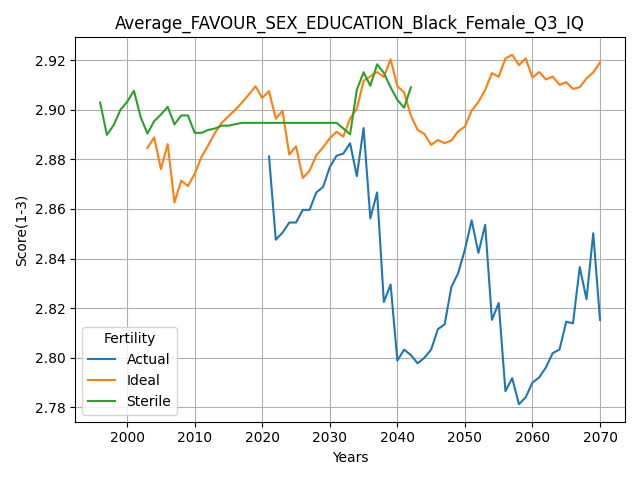 Average_FAVOUR_SEX_EDUCATION_Black_Female_Q3_IQ
2.92
2.90
2.88
2.86
2.84
2.82
2.80
2.78
Score(1-3)
Fertility
Actual
Ideal
Sterile
2000 2010 2020 2030 2040 2050 2060 2070
Years